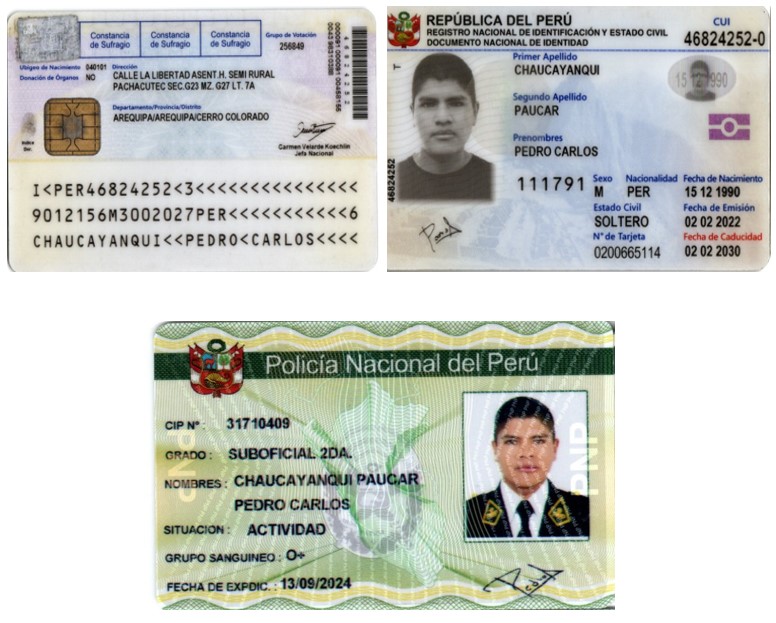 Constancia de Sufragio
Constancia de Sufragio
Constancia de Sufragio
Grupo de Votación
256849
Ubigeo de Nacimiento 040101
Donación de Órganos NO
Dirección
CALLE LA LIBERTAD ASENT.H. SEMI RURAL
PACHACUTEC SEC.G23 MZ. G27 LT. 7A
Departamento/Provincia/Distrito
AREQUIPA/AREQUIPA/CERRO COLORADO
Indice Der.
Carmen Velarde Koechlin
Jefa Nacional
I<PER46824252<3<<<<<<<<<<<<<<<
9012156M3002027PER<<<<<<<<<<<6
CHAUCAYANQUI<<PEDRO<CARLOS<<<<
REPÚBLICA DEL PERÚ
REGISTRO NACIONAL DE IDENTIFICACIÓN Y ESTADO CIVIL
DOCUMENTO NACIONAL DE IDENTIDAD
CUI
46824252-0
T
46824252
Primer Apellido
CHAUCAYANQUI
Segundo Apellido
PAUCAR
Prenombres
PEDRO CARLOS
15 12 1990
111791
Sexo Nacionalidad Fecha de Nacimiento
M PER 15 12 1990
Estado Civil Fecha de Emisión
SOLTERO 02 02 2022
N° de Tarjeta Fecha de Caducidad
0200665114 02 02 2030
Policía Nacional del Perú
CIP N° : 31710409
GRADO : SUBOFICIAL 2DA.
NOMBRES : CHAUCAYANQUI PAUCAR
PEDRO CARLOS
SITUACION : ACTIVIDAD
GRUPO SANGUINEO : O+
FECHA DE EXPDIC. : 13/09/2024
PNP
PNP